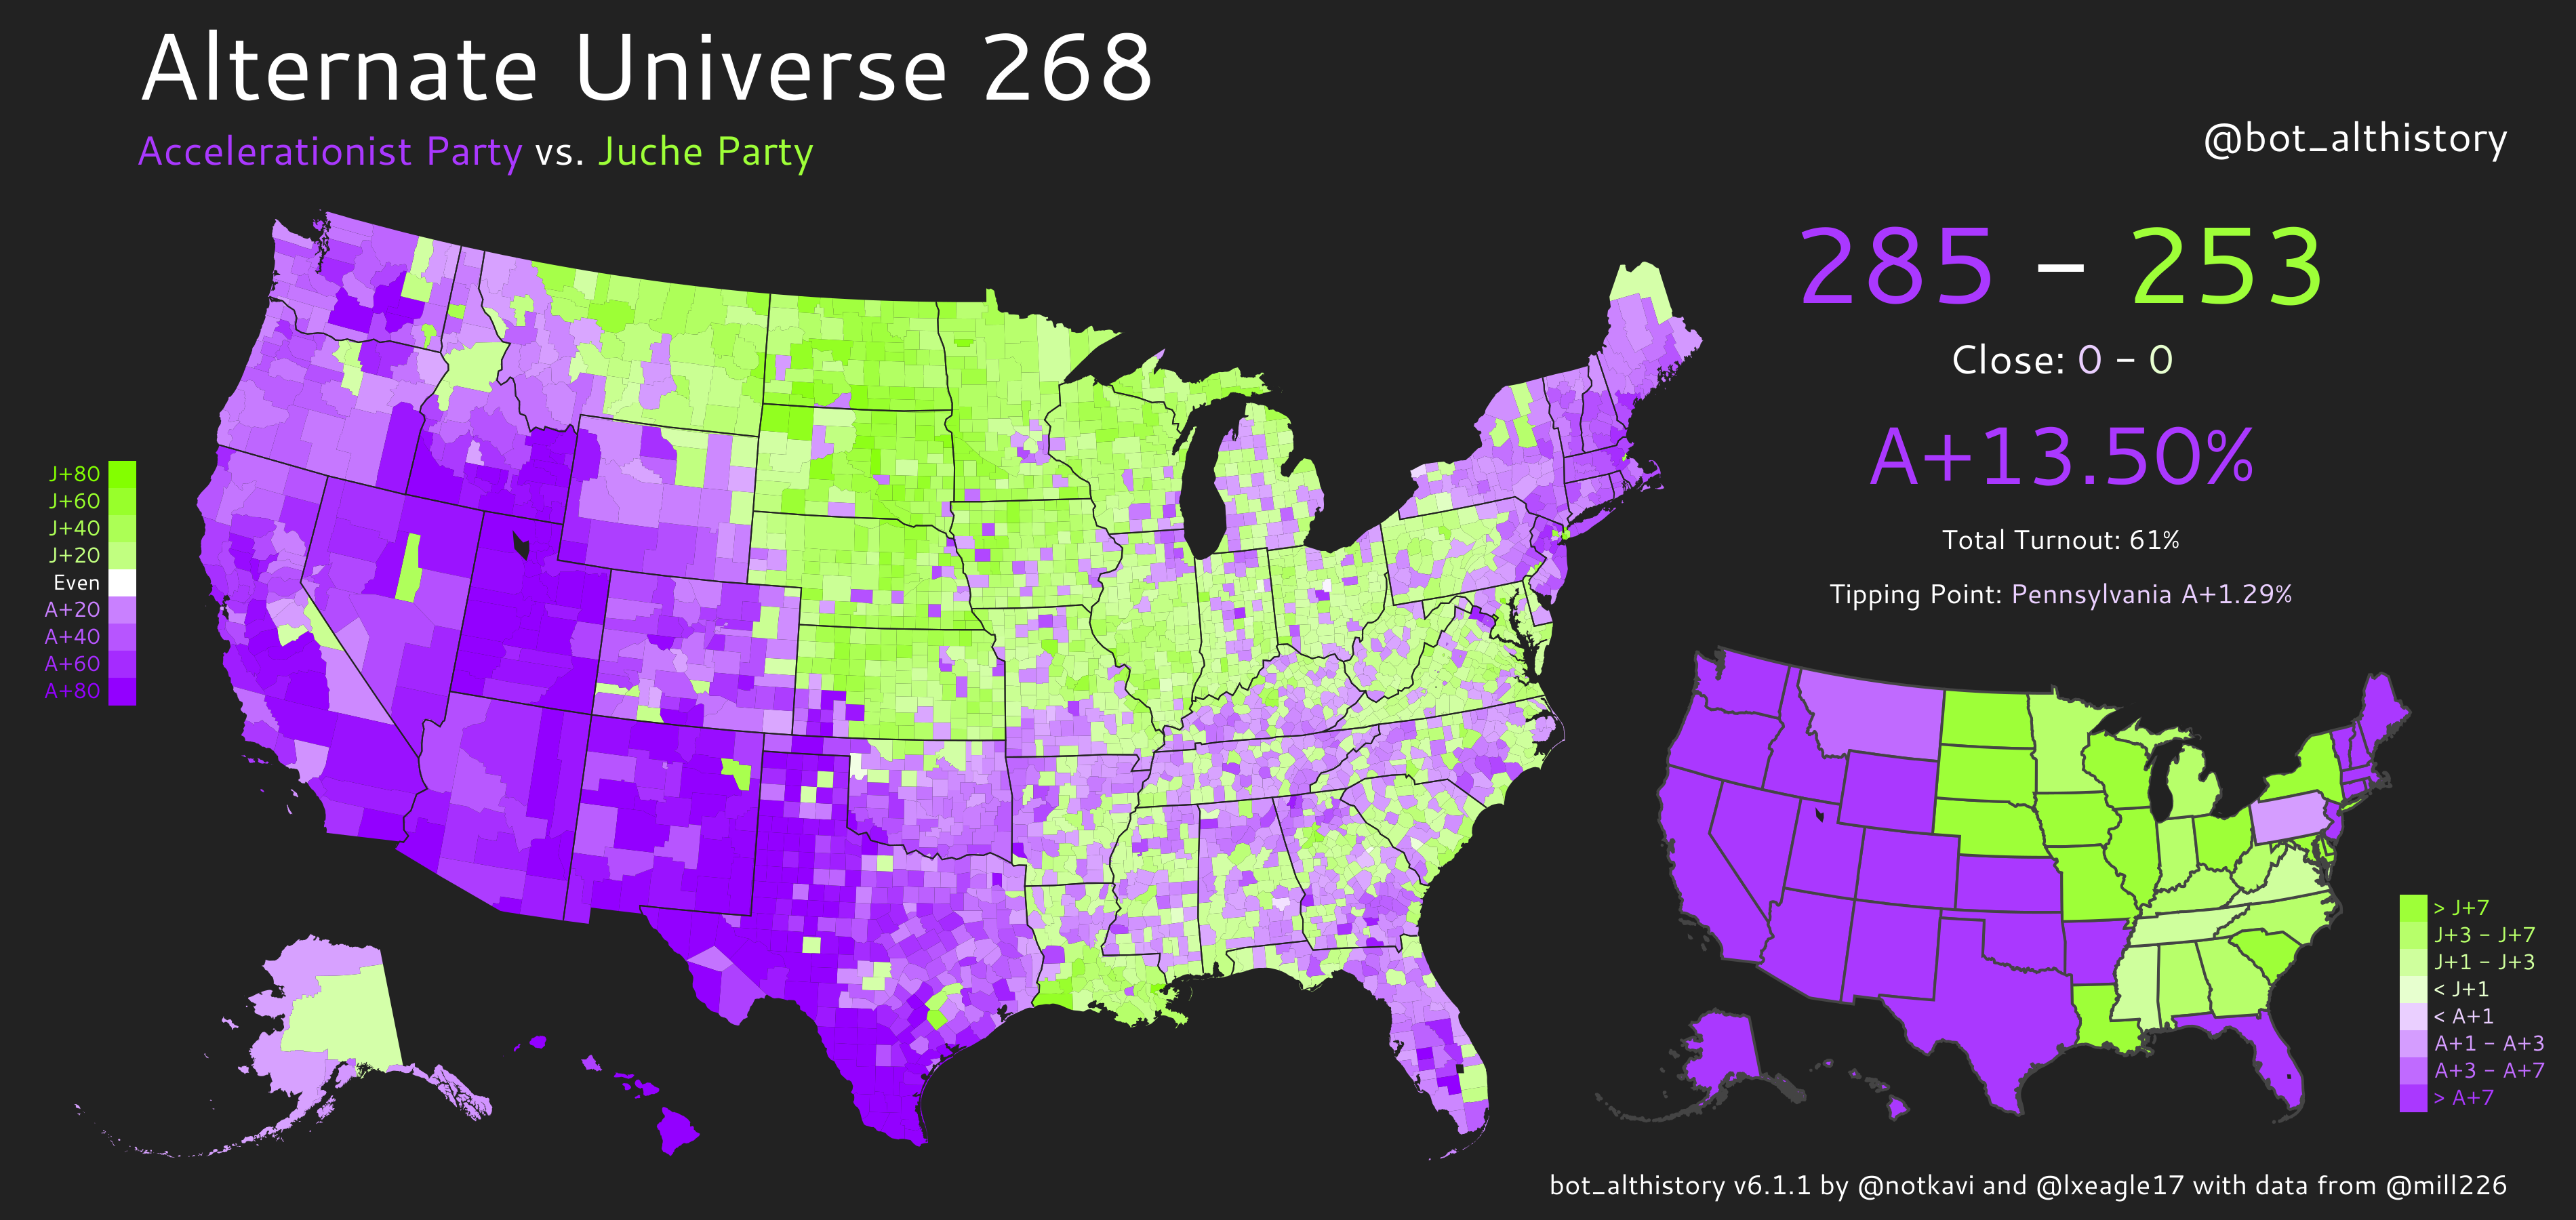 Alternate Universe 268
Accelerationist Party vs. Juche Party
@bot_althistory
285 – 253
Close: 0 – 0
A+13.50%
Total Turnout: 61%
Tipping Point: Pennsylvania A+1.29%
J+80
J+60
J+40
J+20
Even
A+20
A+40
A+60
A+80
> J+7
J+3 – J+7
J+1 – J+3
< J+1
< A+1
A+1 – A+3
A+3 – A+7
> A+7
bot_althistory v6.1.1 by @notkavi and @lxeagle17 with data from @mill226